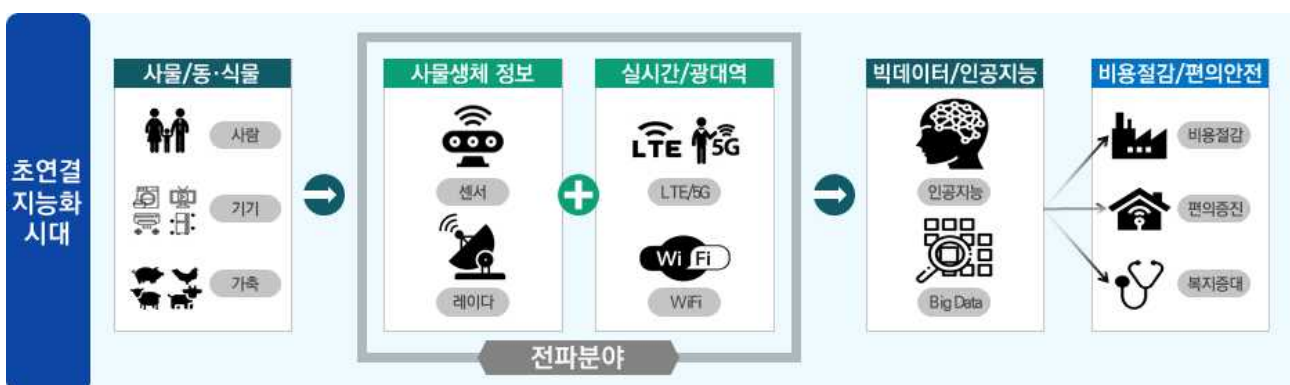 초연결
지능화
시대
사물/동·식물
사람
기기
가축
사물생체 정보
센서
레이다
실시간/광대역
LTE 5G
LTE/5G
Wi Fi
WiFi
전파분야
빅데이터/인공지능
인공지능
Big Data
비용절감/편의안전
비용절감
편의증진
복지증대